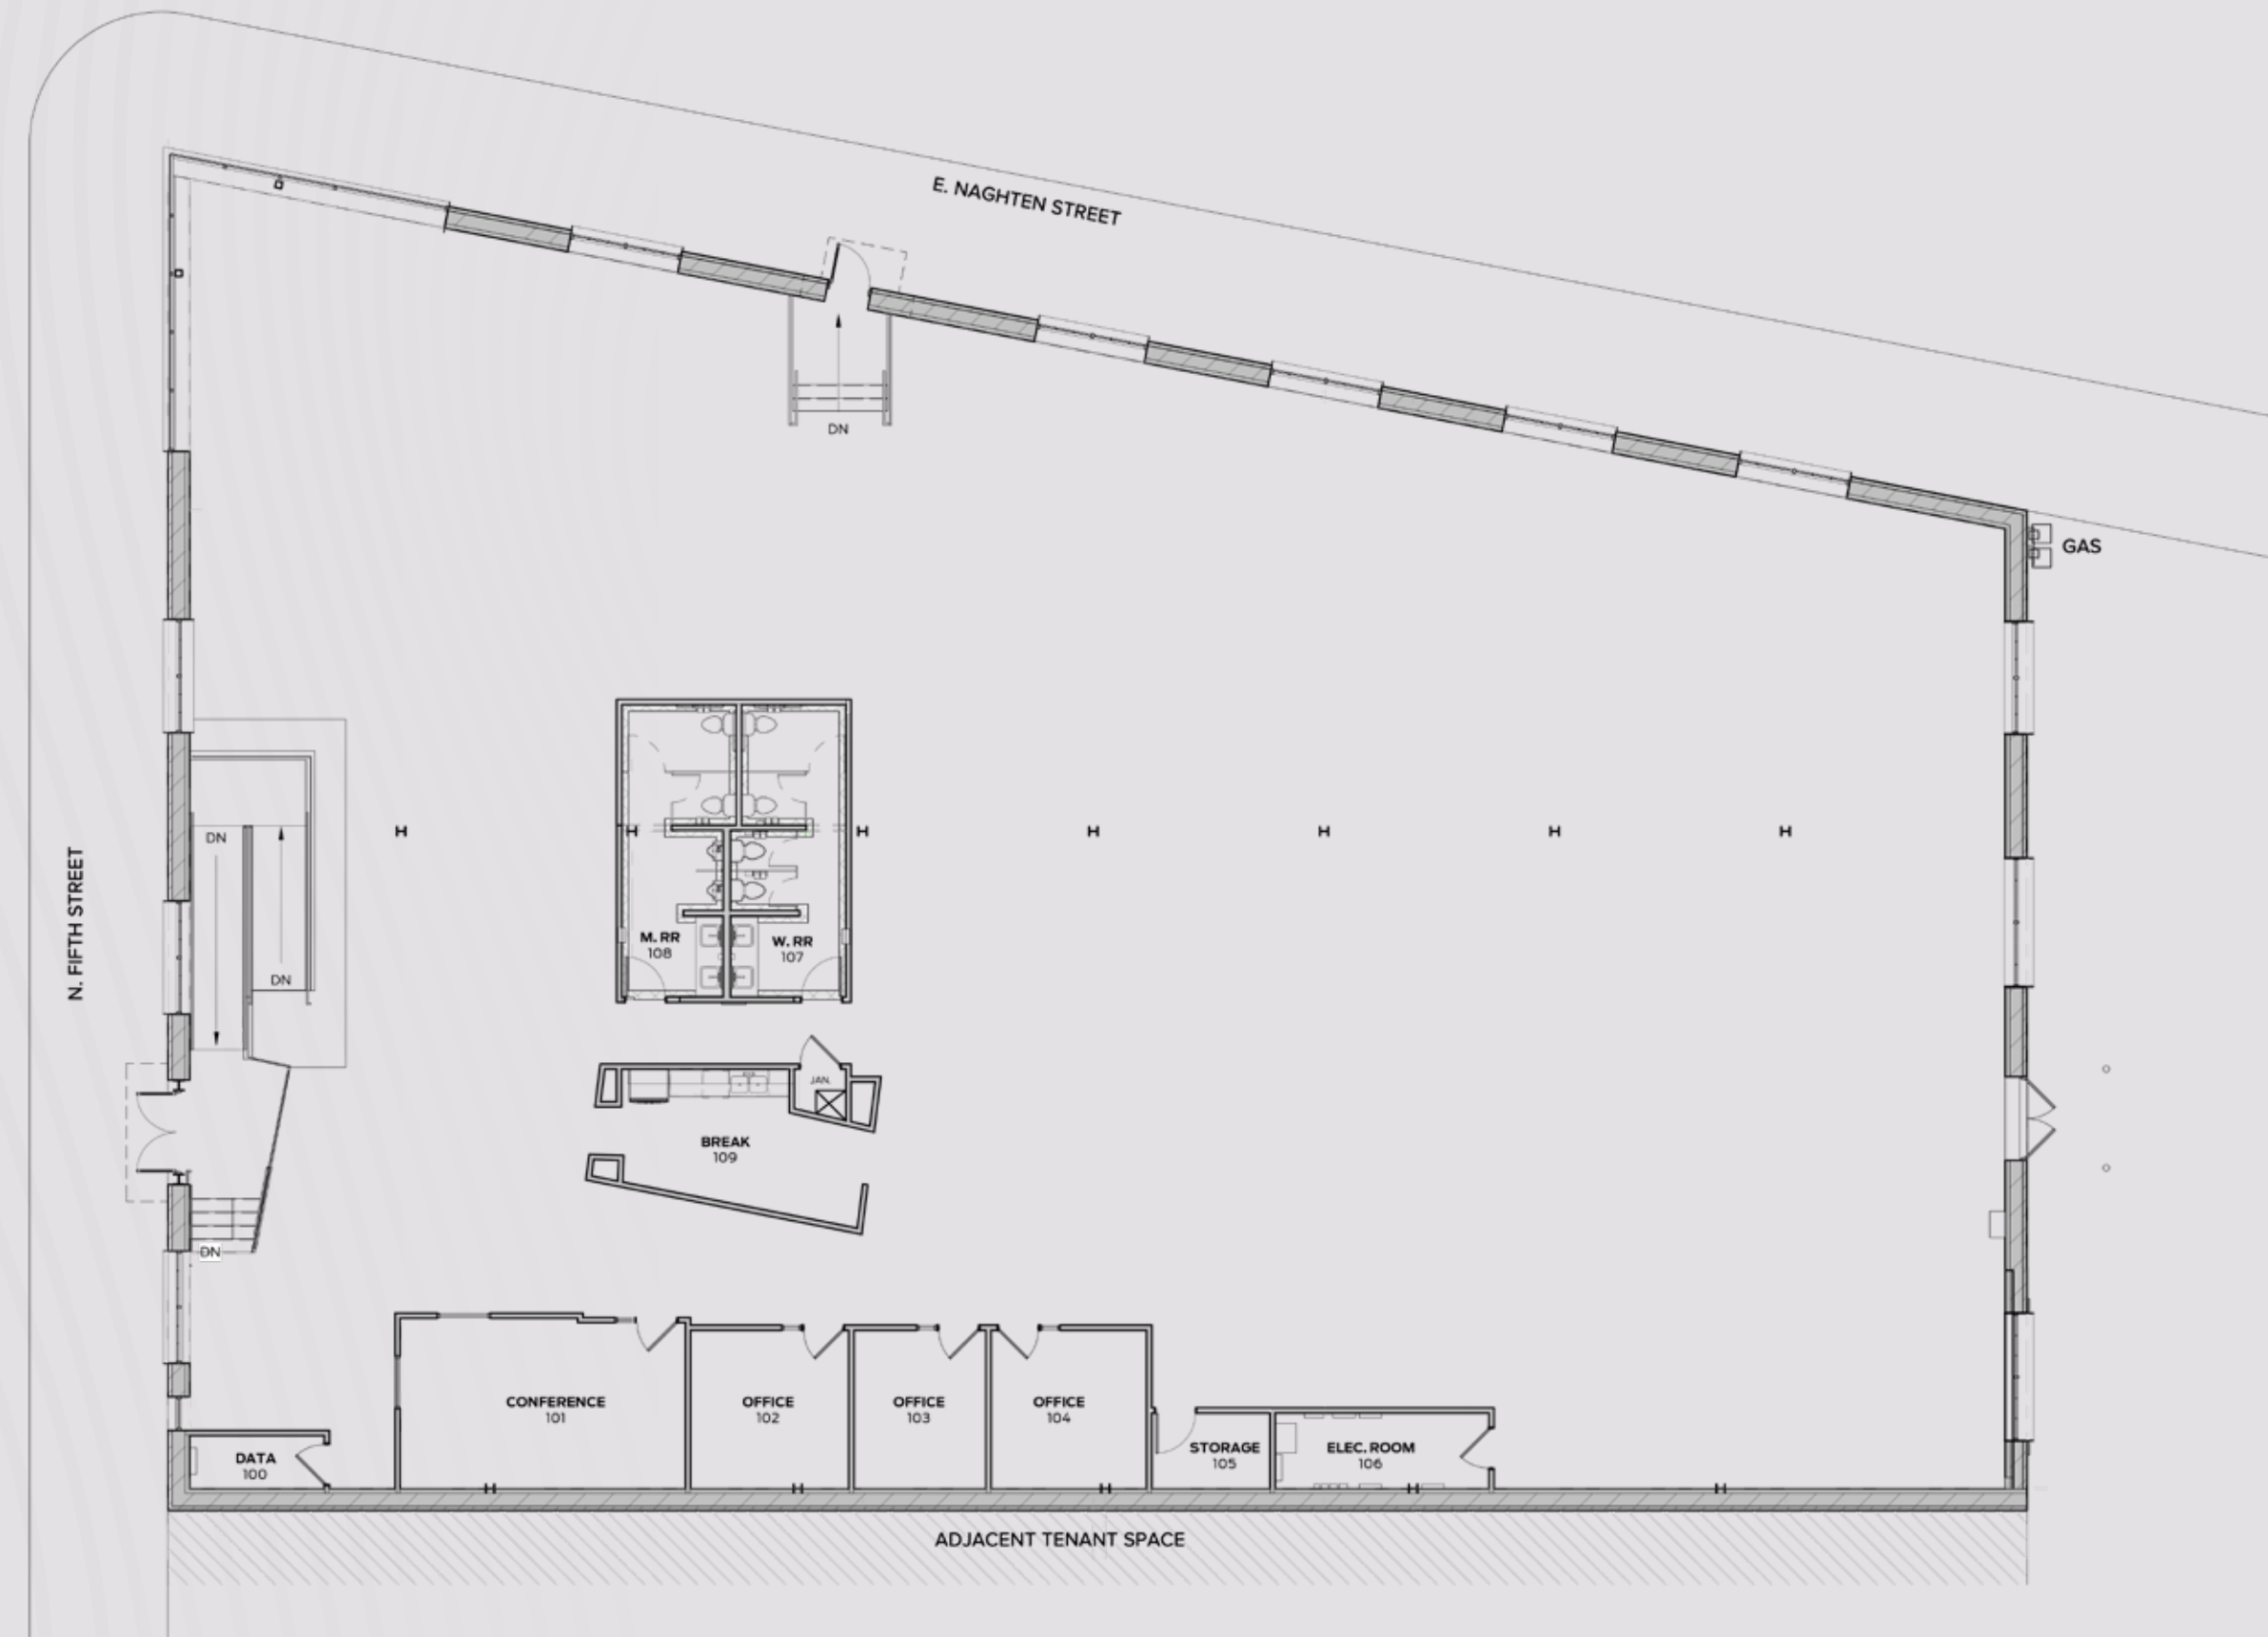 E. NAGHTEN STREET
DN
GAS
N. FIFTH STREET
DN
DN
DN
M. RR
108
W. RR
107
JAN.
BREAK
109
CONFERENCE
101
OFFICE
102
OFFICE
103
OFFICE
104
STORAGE
105
ELEC. ROOM
106
DATA
100
ADJACENT TENANT SPACE